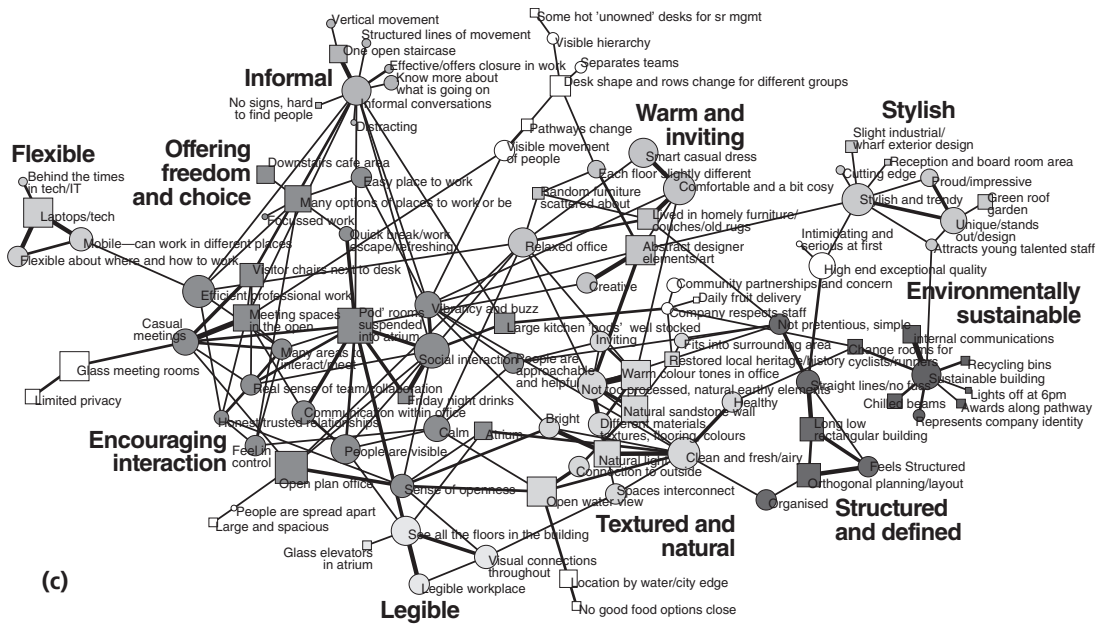 Vertical movement
Structured lines of movement
One open staircase
Effective/offers closure in work
Know more about
what is going on
Informal
No signs, hard
to find people
Informal conversations
Distracting
Some hot 'unowned' desks for sr mgmt
Visible hierarchy
Separates teams
Desk shape and rows change for different groups
Pathways change
Visible movement
of people
Each floor slightly different
Random furniture
scattered about
Warm and
inviting
Smart casual dress
Comfortable and a bit cosy
Lived in homely furniture/
couches/old rugs
Relaxed office
Abstract designer
elements/art
Creative
Stylish
Slight industrial/
wharf exterior design
Reception and board room area
Cutting edge
Proud/impressive
Stylish and trendy
Green roof
garden
Unique/stands
out/design
Attracts young talented staff
Intimidating and
serious at first
High end exceptional quality
Flexible
Behind the times
in tech/IT
Laptops/tech
Mobile—can work in different places
Flexible about where and how to work
Offering
freedom
and choice
Downstairs cafe area
Easy place to work
Many options of places to work or be
Focussed work
Quick break/work
escape/refreshing
Visitor chairs next to desk
Efficient professional work
Meeting spaces
in the open
Casual
meetings
'Pod' rooms
suspended
into atrium
Vibrancy and buzz
Large kitchen 'pods' well stocked
Community partnerships and concern
Daily fruit delivery
Company respects staff
Not pretentious, simple
Inviting
Fits into surrounding area
Restored local heritage/history
Change rooms for
cyclists/runners
Environmentally
sustainable
internal communications
Recycling bins
Sustainable building
Lights off at 6pm
Chilled beams
Awards along pathway
Represents company identity
Glass meeting rooms
Limited privacy
Many areas to
interact/meet
Social interaction
People are
approachable
and helpful
Warm colour tones in office
Not too processed, natural earthy elements
Straight lines/no fuss
Real sense of team/collaboration
Friday night drinks
Healthy
Honest trusted relationships
Communication within office
Natural sandstone wall
Different materials,
textures, flooring, colours
Bright
Calm
Atrium
Long low
rectangular building
Encouraging
interaction
Feel in
control
People are visible
Natural light
Clean and fresh/airy
Connection to outside
Feels Structured
Open plan office
Sense of openness
Open water view
Spaces interconnect
Orthogonal planning/layout
Organised
People are spread apart
Large and spacious
See all the floors in the building
Textured and
natural
Structured
and defined
Glass elevators
in atrium
Visual connections
throughout
(c)
Legible workplace
Location by water/city edge
Legible
No good food options close